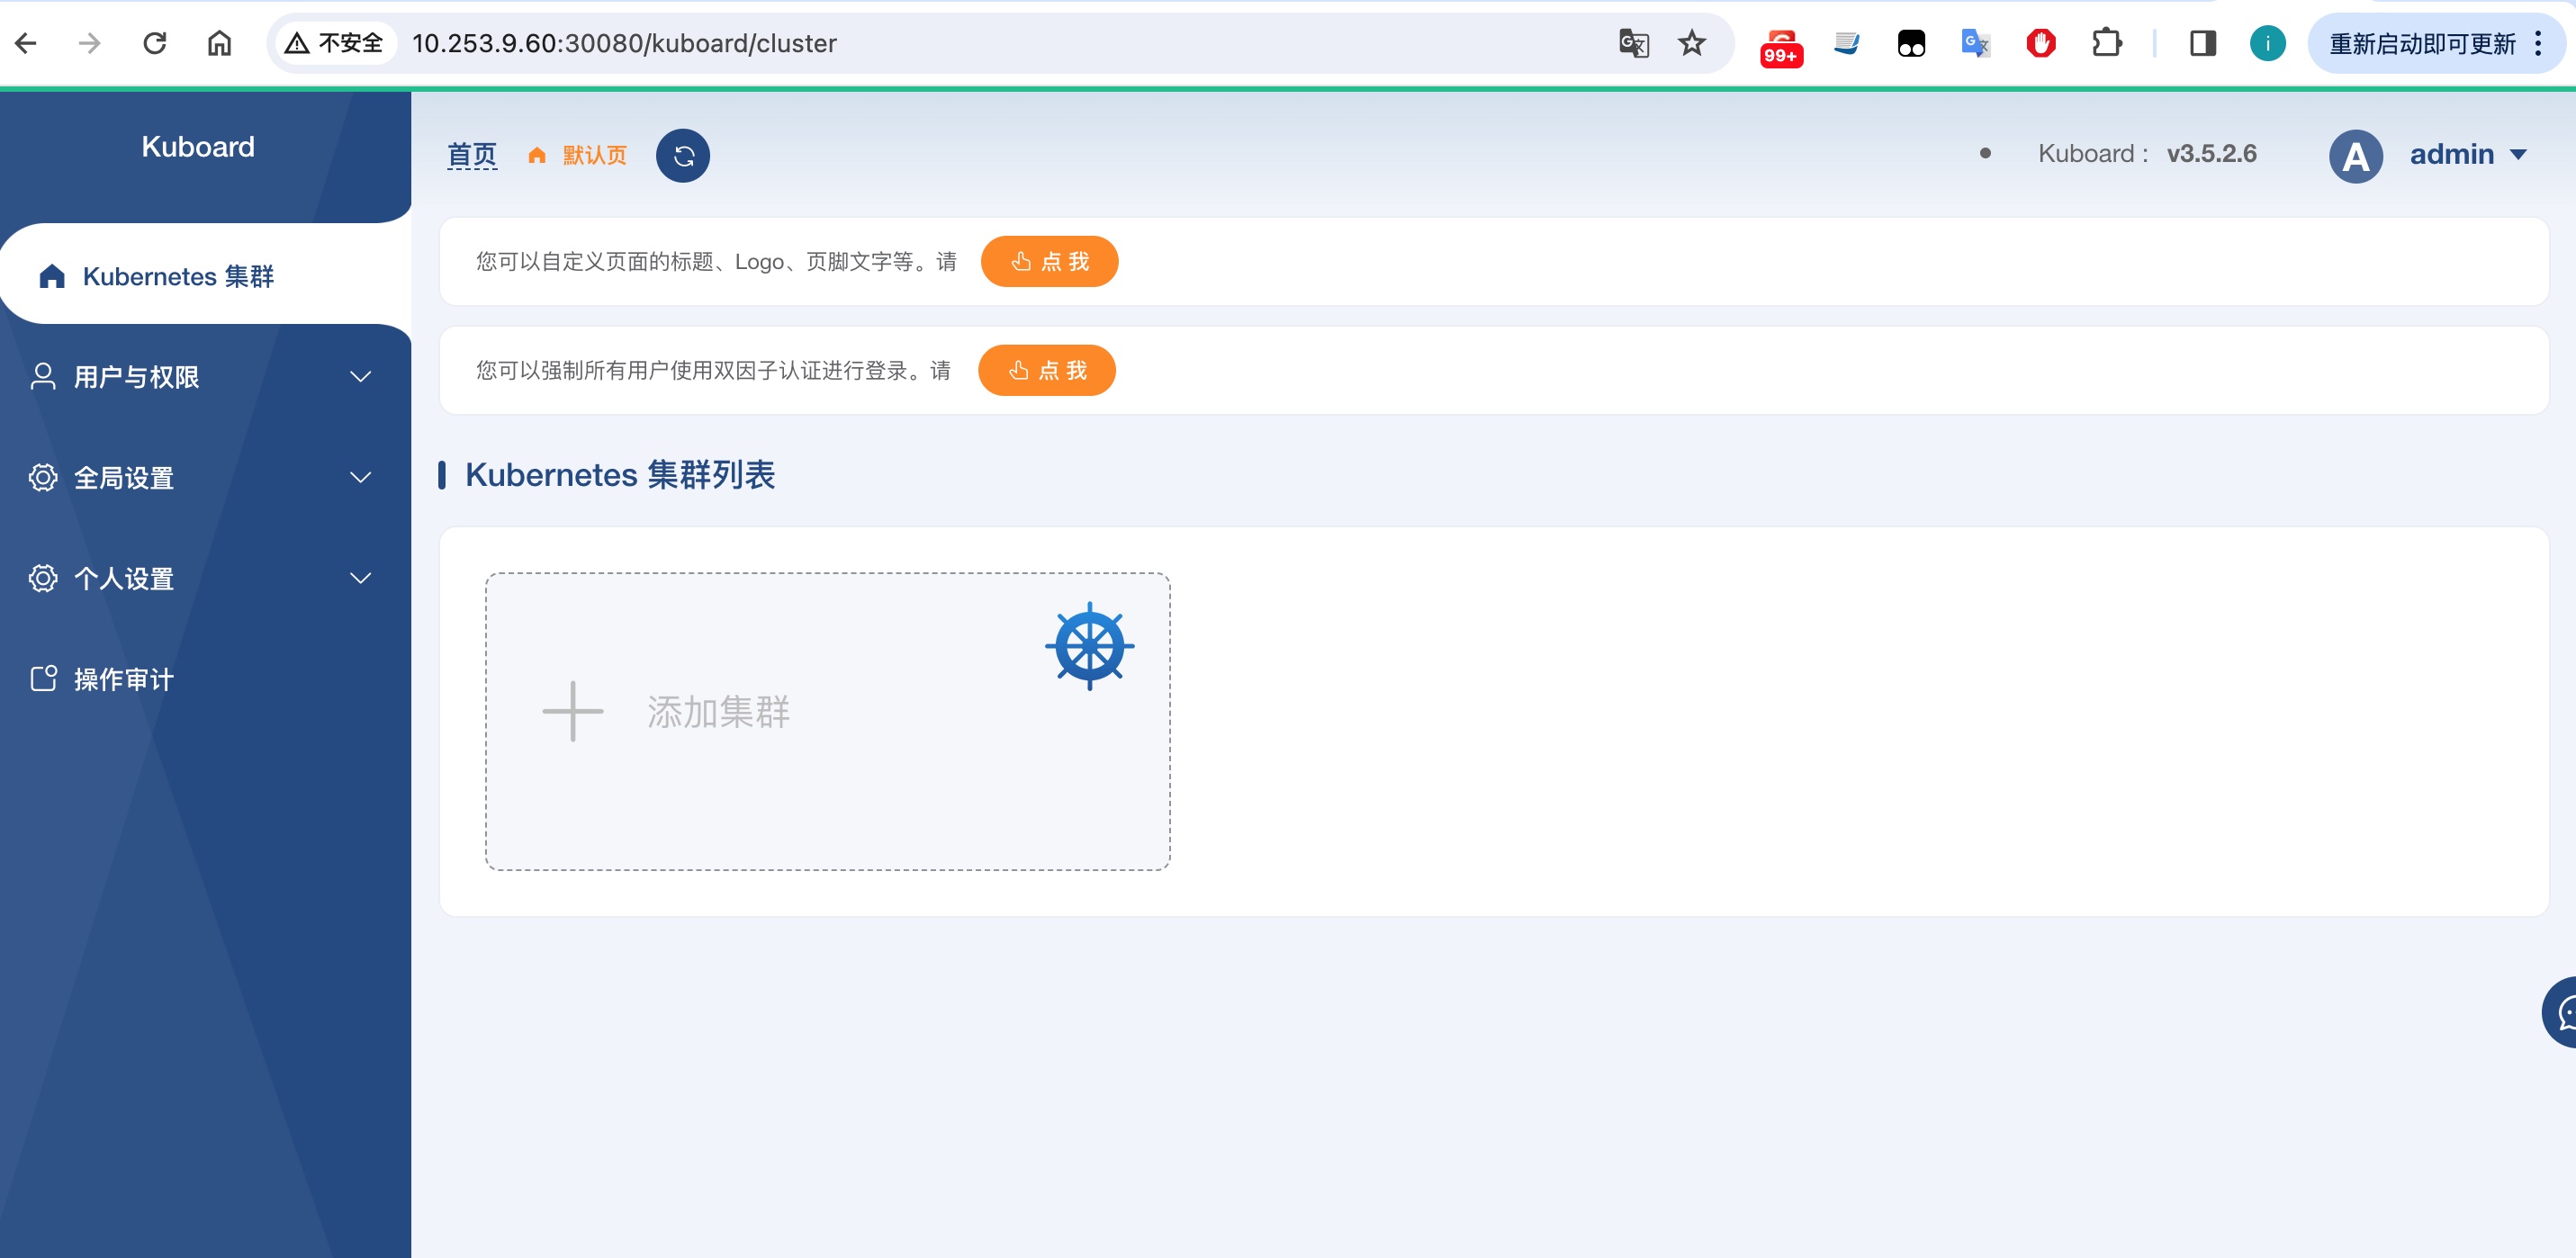 不安全 10.253.9.60:30080/kuboard/cluster 99+ i 重新启动即可更新
Kuboard
首页 默认页 Kuboard : v3.5.2.6 A admin
您可以自定义页面的标题、Logo、页脚文字等。请 点 我
Kubernetes 集群
您可以强制所有用户使用双因子认证进行登录。请 点 我
用户与权限
Kubernetes 集群列表
全局设置
个人设置
操作审计
添加集群